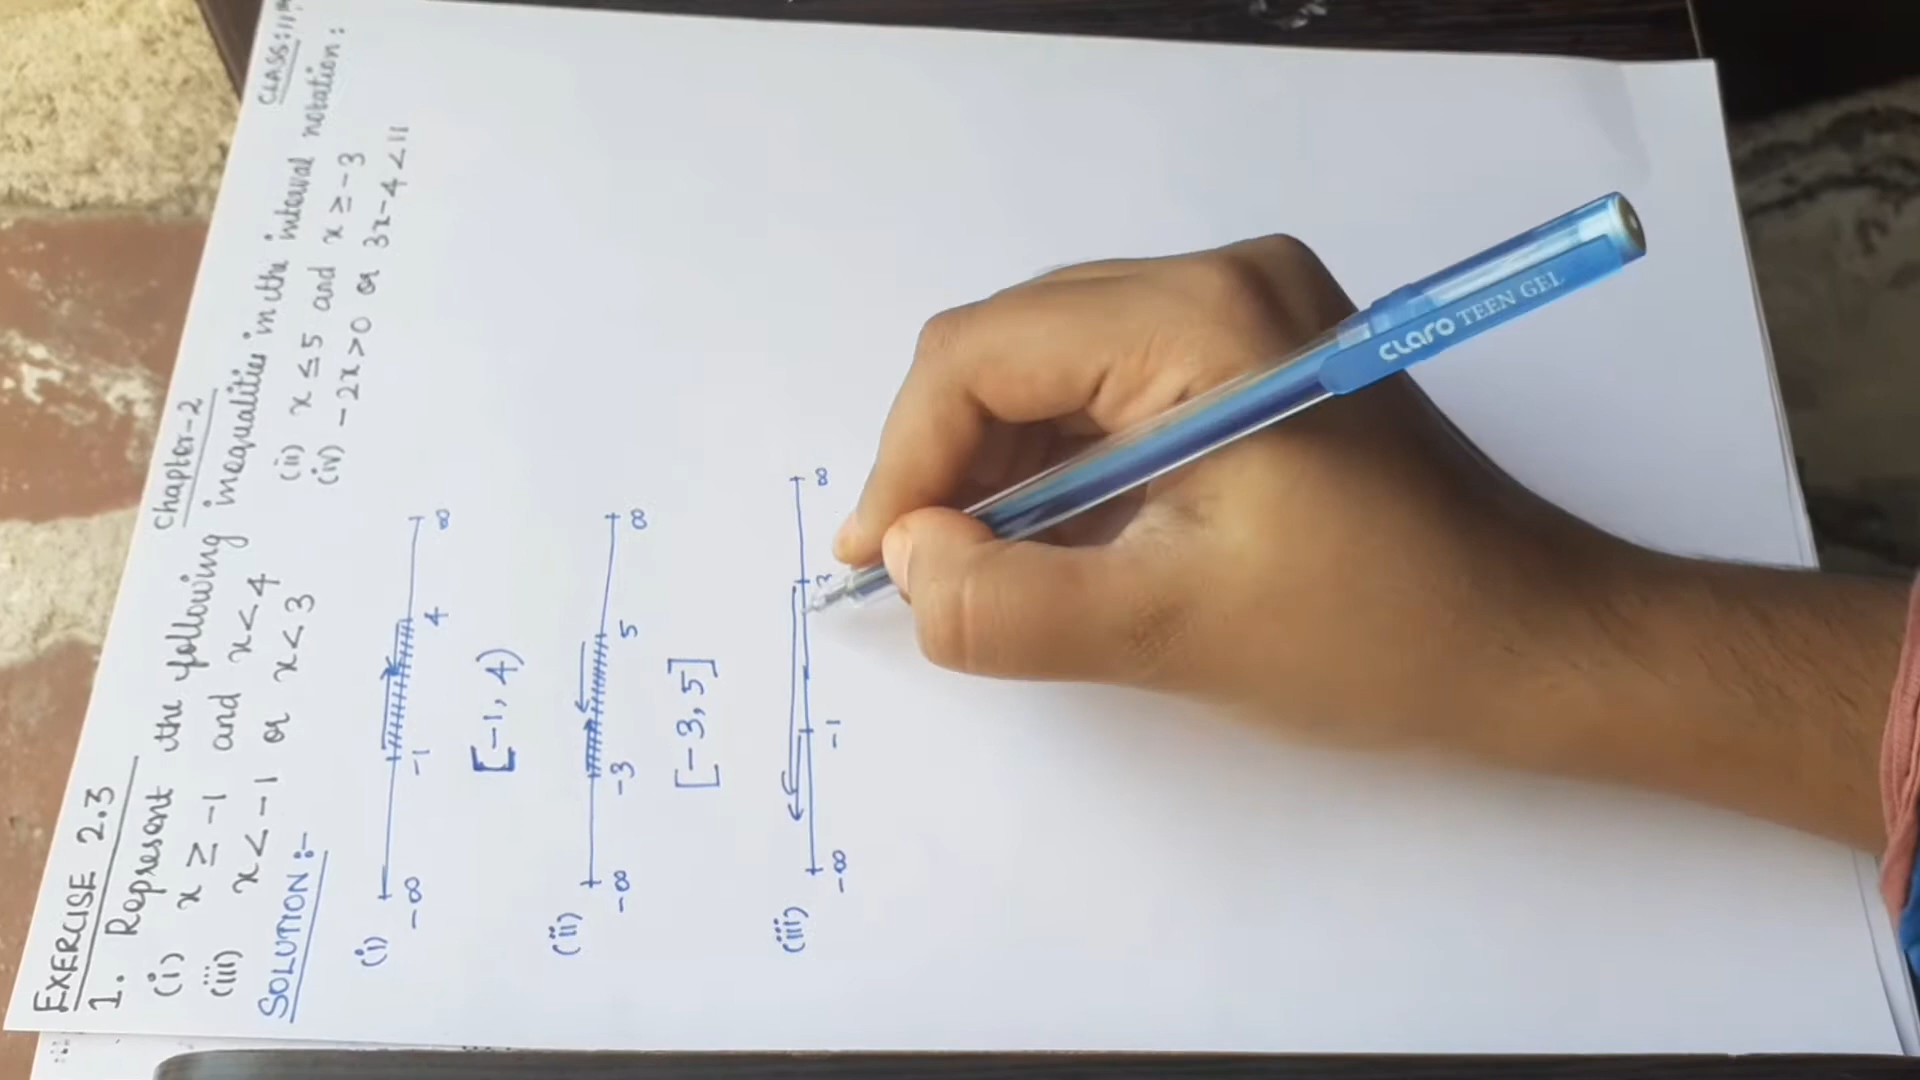 CLASS:11
Chapter-2
EXERCISE 2.3
1. Represent the following inequalities in the interval notation:
(i) x ≥ -1 and x < 4 (ii) x ≤ 5 and x ≥ -3
(iii) x < -1 or x < 3 (iv) -2x > 0 or 3x-4 < 11
SOLUTION:-
(i)
-∞ -1 4 ∞
[-1, 4)
(ii)
-∞ -3 5 ∞
[-3, 5]
(iii)
-∞ -1 3 ∞
CLARO TEEN GEL